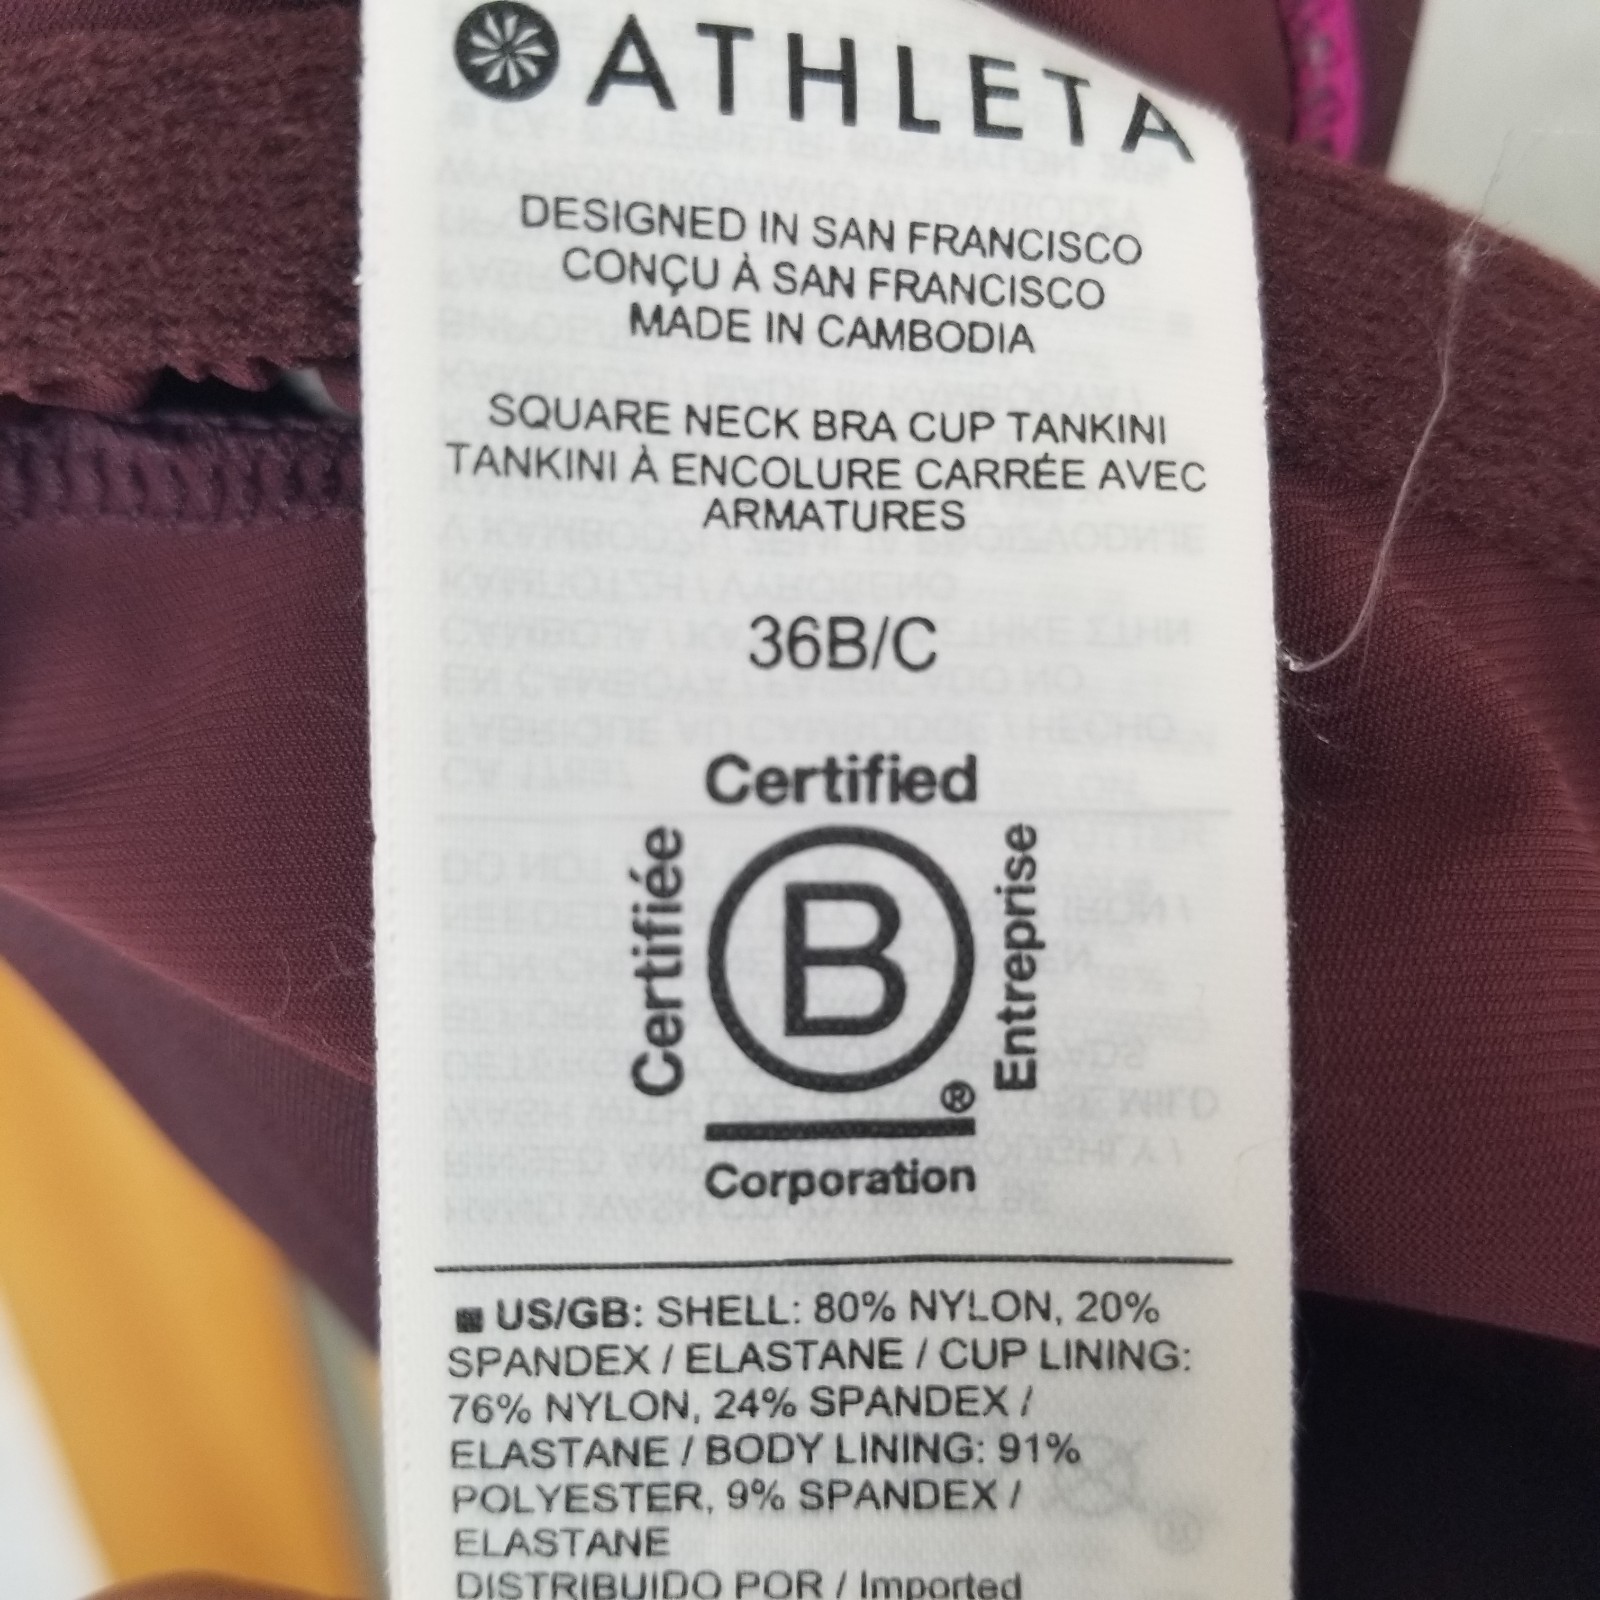 ATHLETA
DESIGNED IN SAN FRANCISCO
CONÇU À SAN FRANCISCO
MADE IN CAMBODIA
SQUARE NECK BRA CUP TANKINI
TANKINI À ENCOLURE CARRÉE AVEC
ARMATURES
36B/C
Certified
Certifiée
B
Entreprise
®
Corporation
US/GB: SHELL: 80% NYLON, 20%
SPANDEX / ELASTANE / CUP LINING:
76% NYLON, 24% SPANDEX /
ELASTANE / BODY LINING: 91%
POLYESTER, 9% SPANDEX /
ELASTANE
DISTRIBUIDO POR / Imported